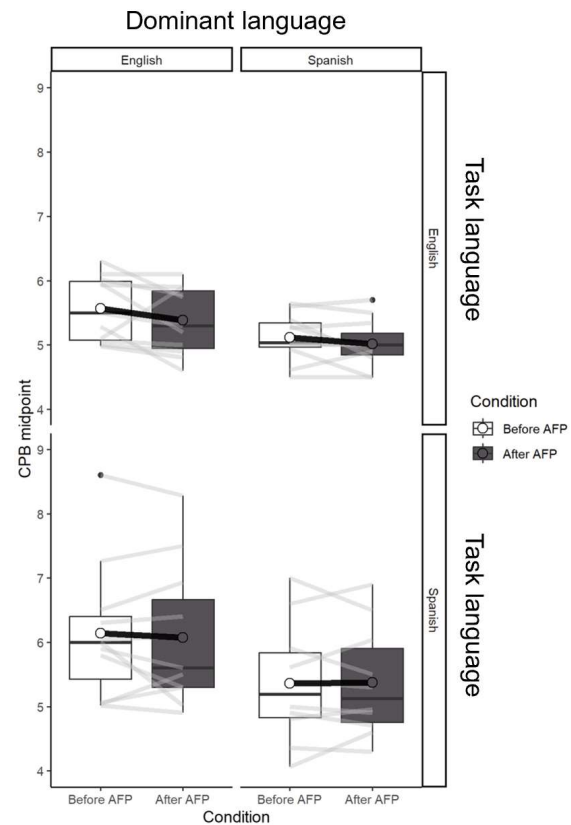 Dominant language
English
Spanish
9
8
7
6
5
4
English
Task language
CPB midpoint
Condition
Before AFP
After AFP
9
8
7
6
5
4
Spanish
Task language
Before AFP After AFP
Before AFP After AFP
Condition